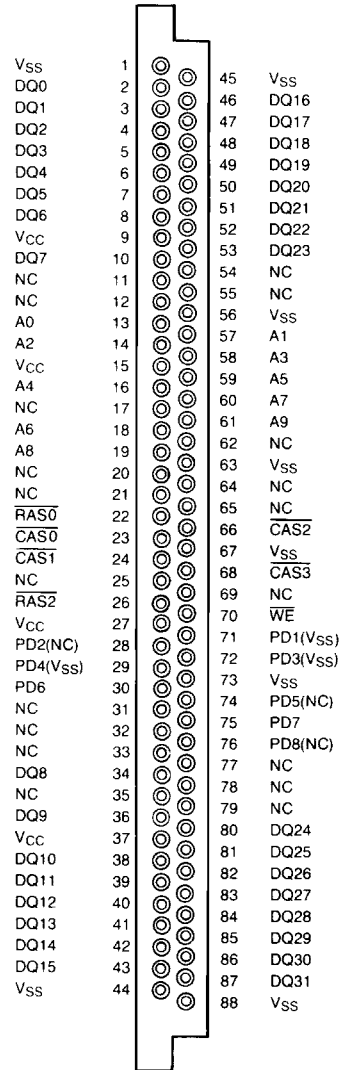 VSS 1
DQ0 2
DQ1 3
DQ2 4
DQ3 5
DQ4 6
DQ5 7
DQ6 8
VCC 9
DQ7 10
NC 11
NC 12
A0 13
A2 14
VCC 15
A4 16
NC 17
A6 18
A8 19
NC 20
NC 21
R̅A̅S̅0̅ 22
C̅A̅S̅0̅ 23
C̅A̅S̅1̅ 24
NC 25
R̅A̅S̅2̅ 26
VCC 27
PD2(NC) 28
PD4(VSS) 29
PD6 30
NC 31
NC 32
NC 33
DQ8 34
NC 35
DQ9 36
VCC 37
DQ10 38
DQ11 39
DQ12 40
DQ13 41
DQ14 42
DQ15 43
VSS 44
45 VSS
46 DQ16
47 DQ17
48 DQ18
49 DQ19
50 DQ20
51 DQ21
52 DQ22
53 DQ23
54 NC
55 NC
56 VSS
57 A1
58 A3
59 A5
60 A7
61 A9
62 NC
63 VSS
64 NC
65 NC
66 C̅A̅S̅2̅
67 VSS
68 C̅A̅S̅3̅
69 NC
70 W̅E̅
71 PD1(VSS)
72 PD3(VSS)
73 VSS
74 PD5(NC)
75 PD7
76 PD8(NC)
77 NC
78 NC
79 NC
80 DQ24
81 DQ25
82 DQ26
83 DQ27
84 DQ28
85 DQ29
86 DQ30
87 DQ31
88 VSS